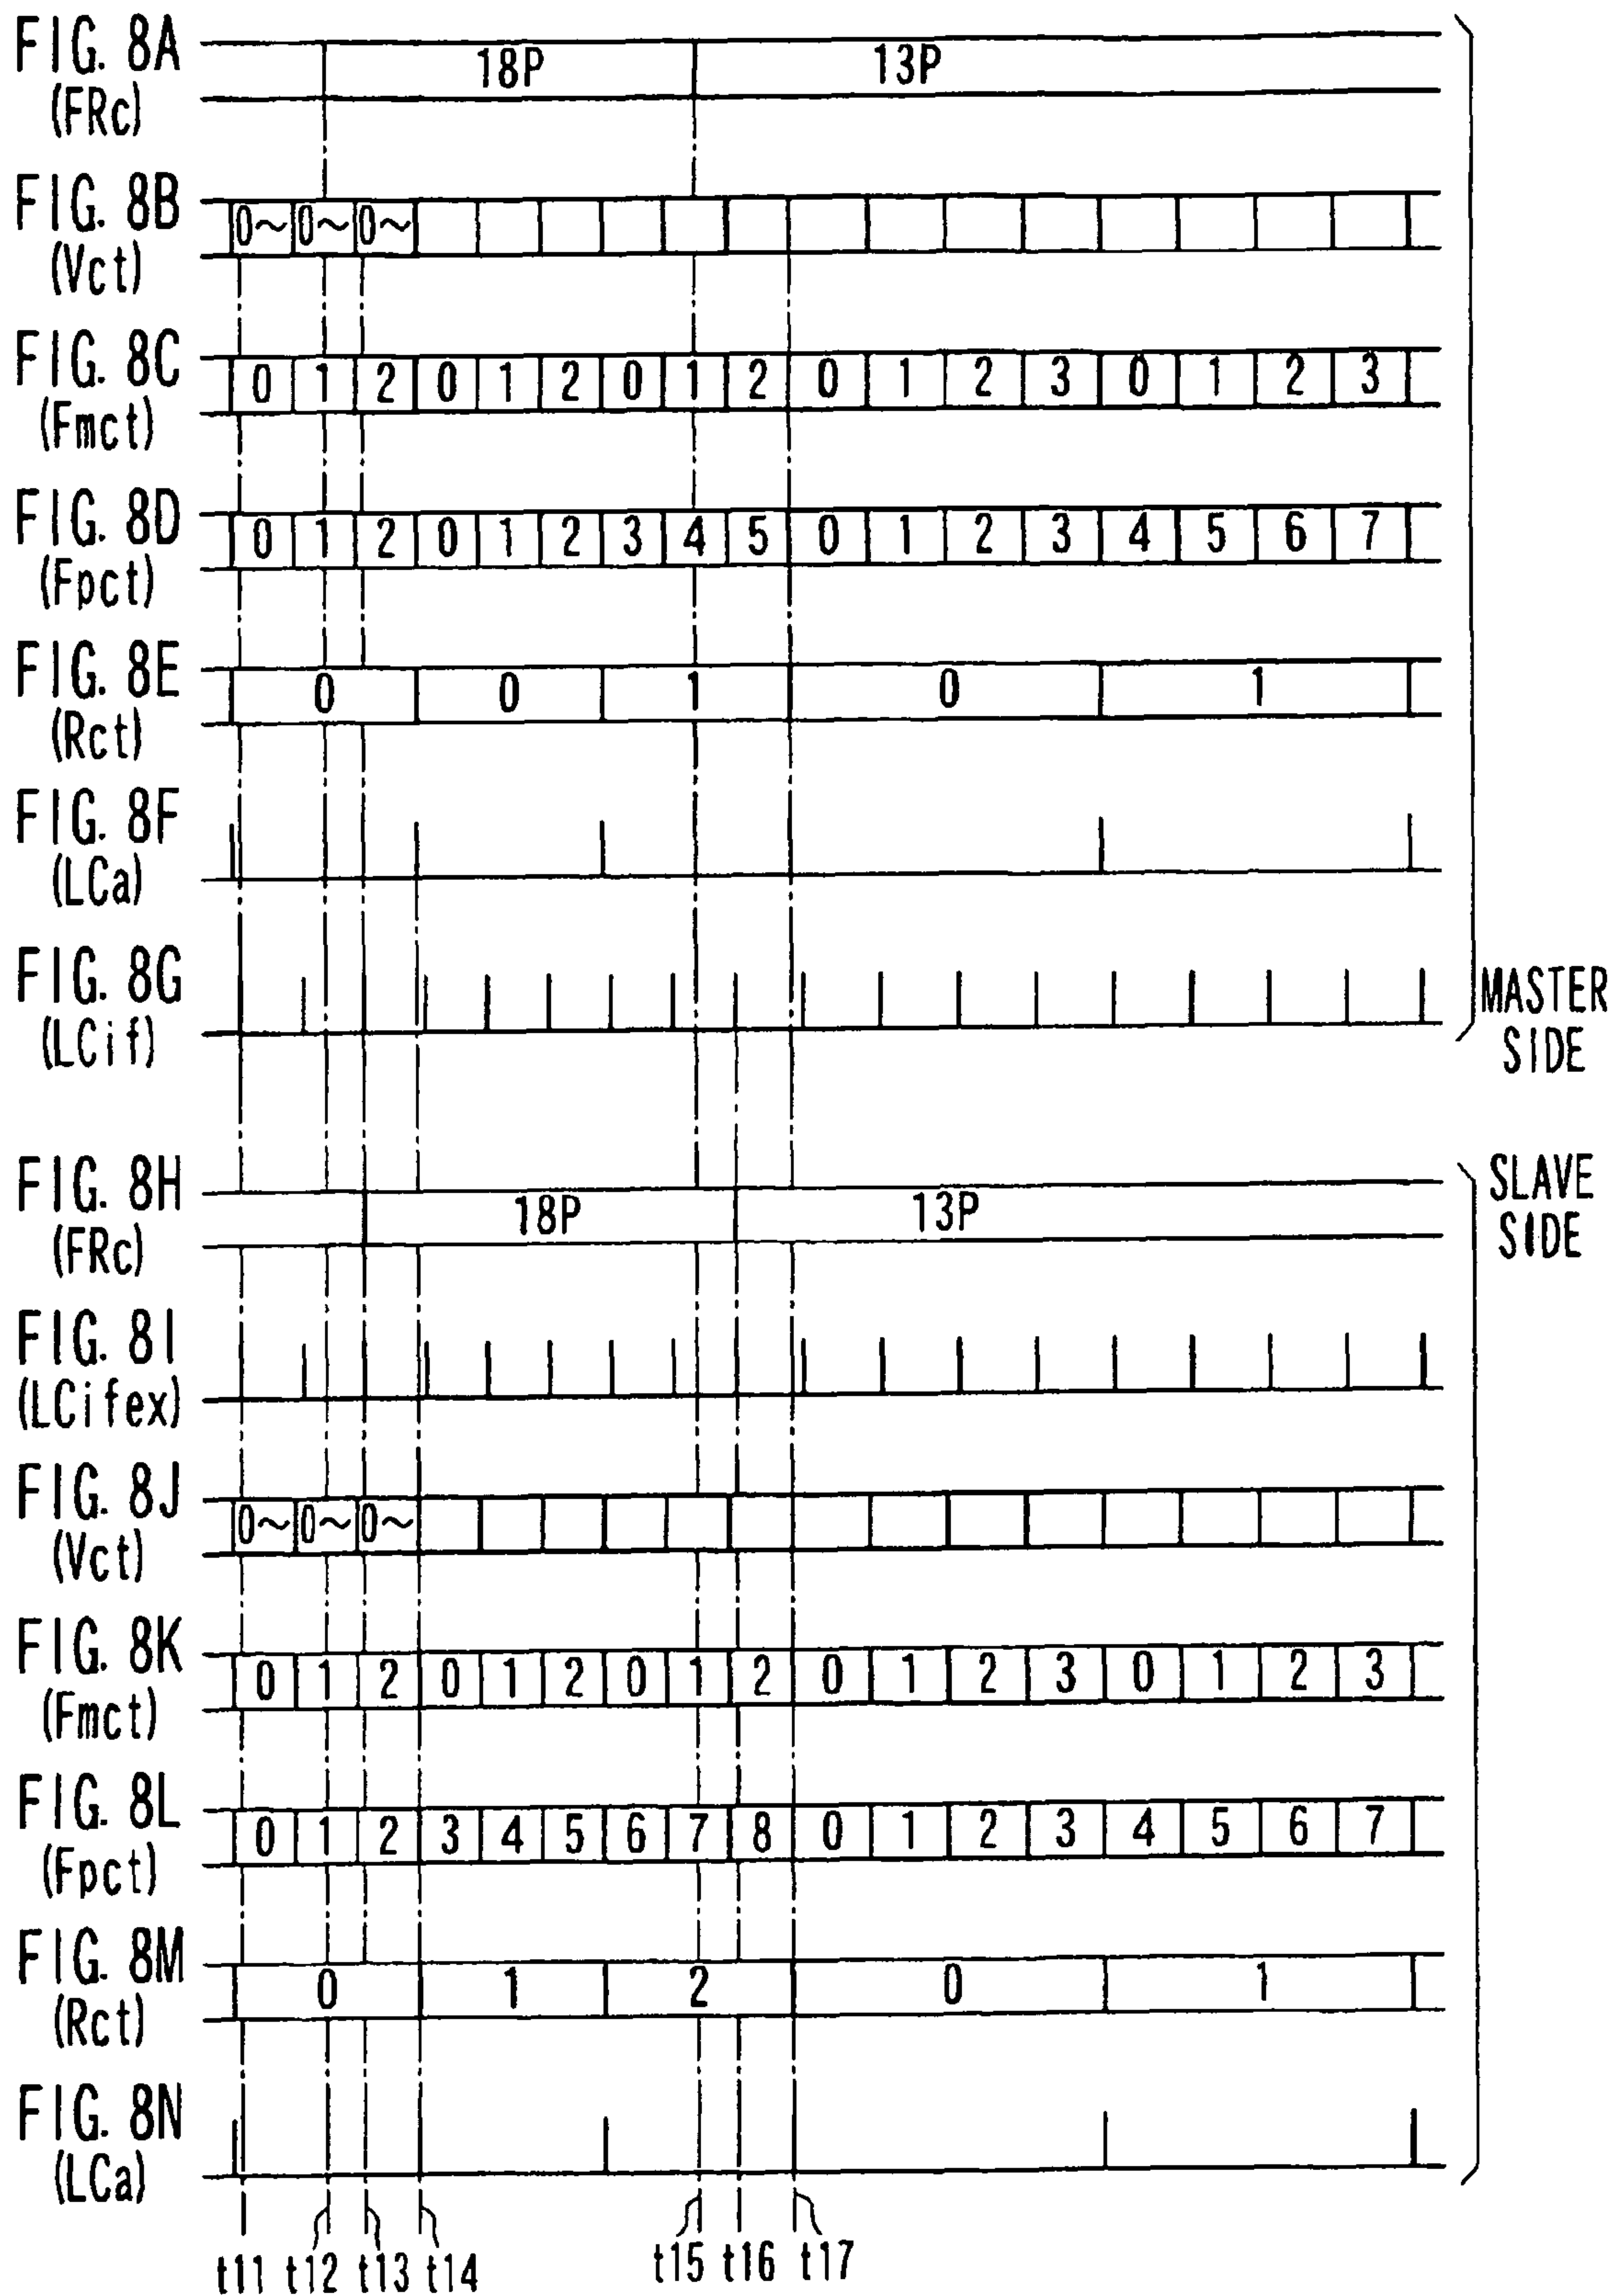 FIG. 8A
(FRc)
18P 13P
FIG. 8B
(Vct)
0~ 0~ 0~
FIG. 8C
(Fmct)
0 1 2 0 1 2 0 1 2 0 1 2 3 0 1 2 3
FIG. 8D
(Fpct)
0 1 2 0 1 2 3 4 5 0 1 2 3 4 5 6 7
FIG. 8E
(Rct)
0 0 1 0 1
FIG. 8F
(LCa)
FIG. 8G
(LCif)
MASTER
SIDE
FIG. 8H
(FRc)
18P 13P
SLAVE
SIDE
FIG. 8I
(LCifex)
FIG. 8J
(Vct)
0~ 0~ 0~
FIG. 8K
(Fmct)
0 1 2 0 1 2 0 1 2 0 1 2 3 0 1 2 3
FIG. 8L
(Fpct)
0 1 2 3 4 5 6 7 8 0 1 2 3 4 5 6 7
FIG. 8M
(Rct)
0 1 2 0 1
FIG. 8N
(LCa)
t11 t12 t13 t14 t15 t16 t17